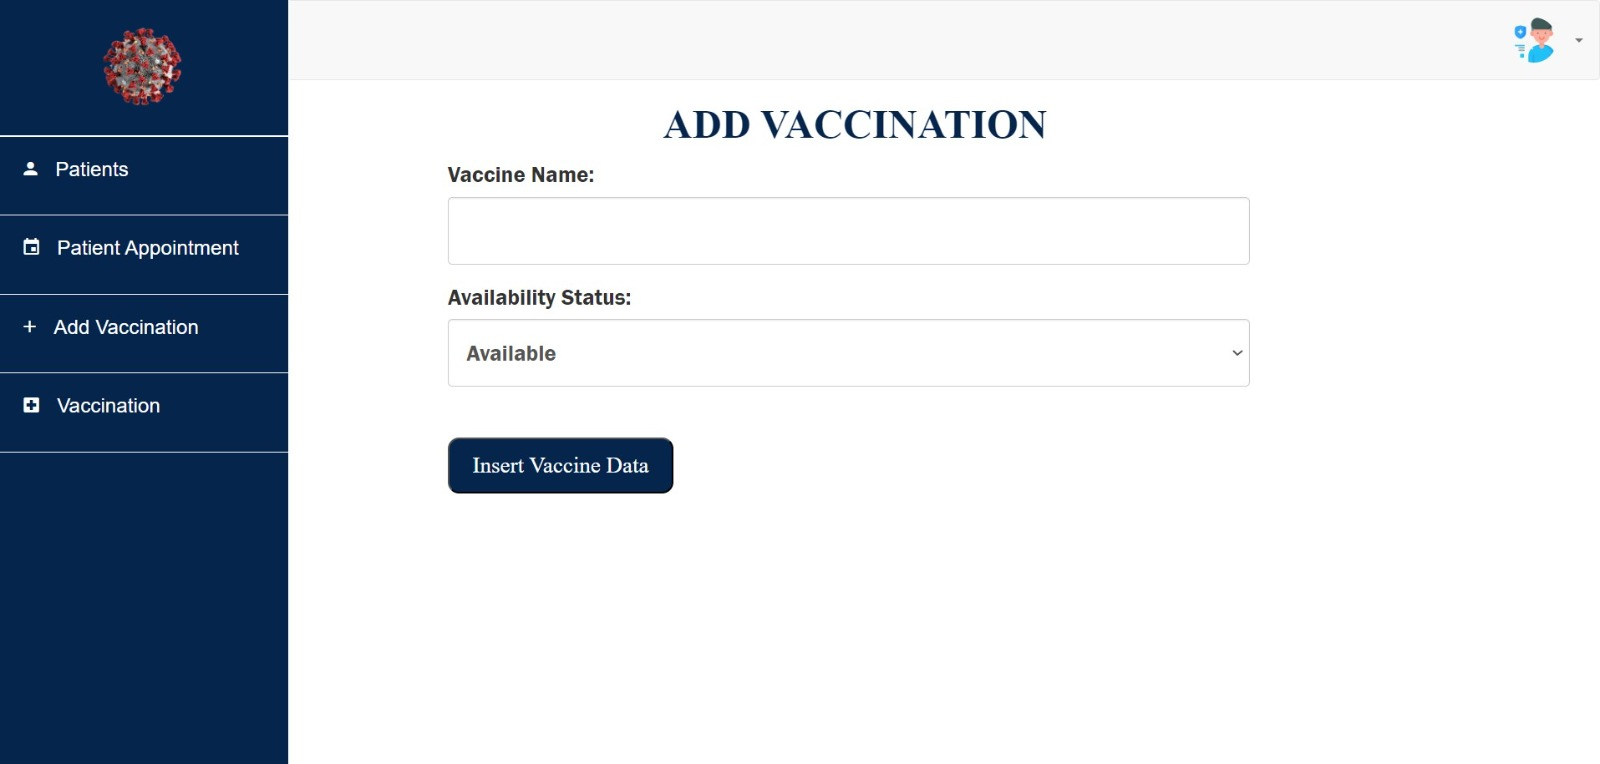 Patients
Patient Appointment
Add Vaccination
Vaccination
ADD VACCINATION
Vaccine Name:
Availability Status:
Available
Insert Vaccine Data